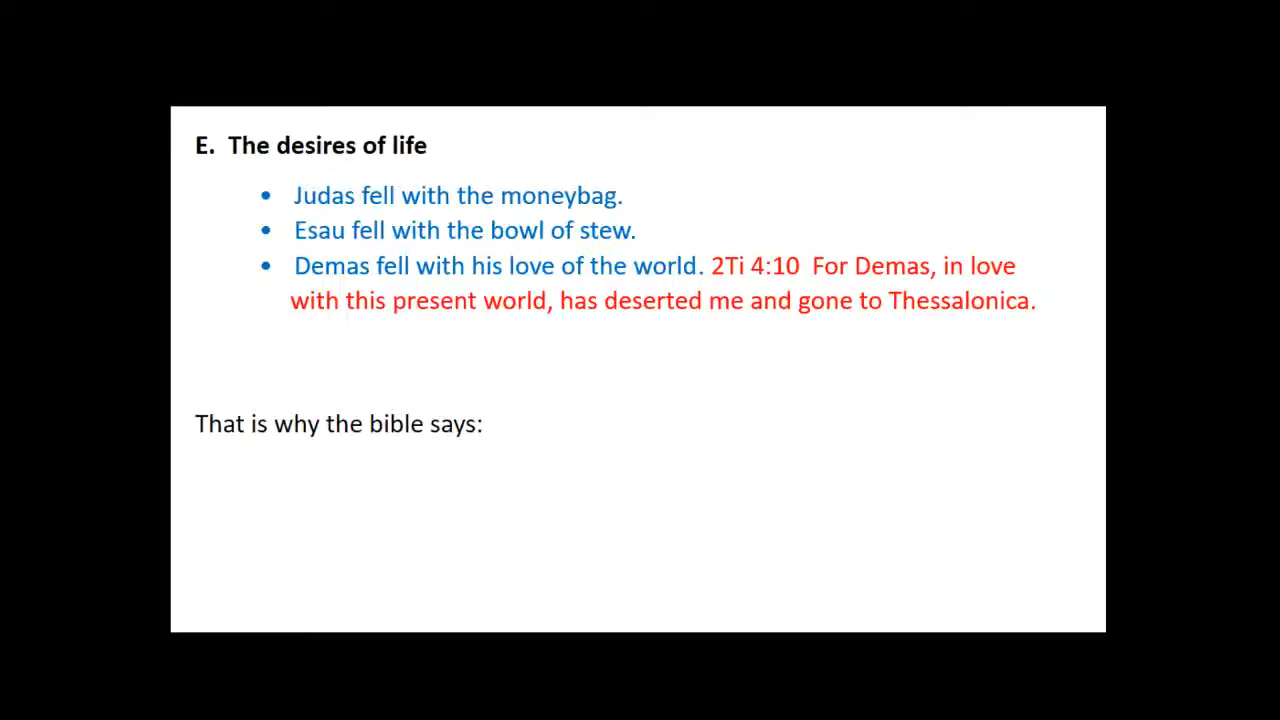 E. The desires of life
• Judas fell with the moneybag.
• Esau fell with the bowl of stew.
• Demas fell with his love of the world. 2Ti 4:10 For Demas, in love
with this present world, has deserted me and gone to Thessalonica.
That is why the bible says: